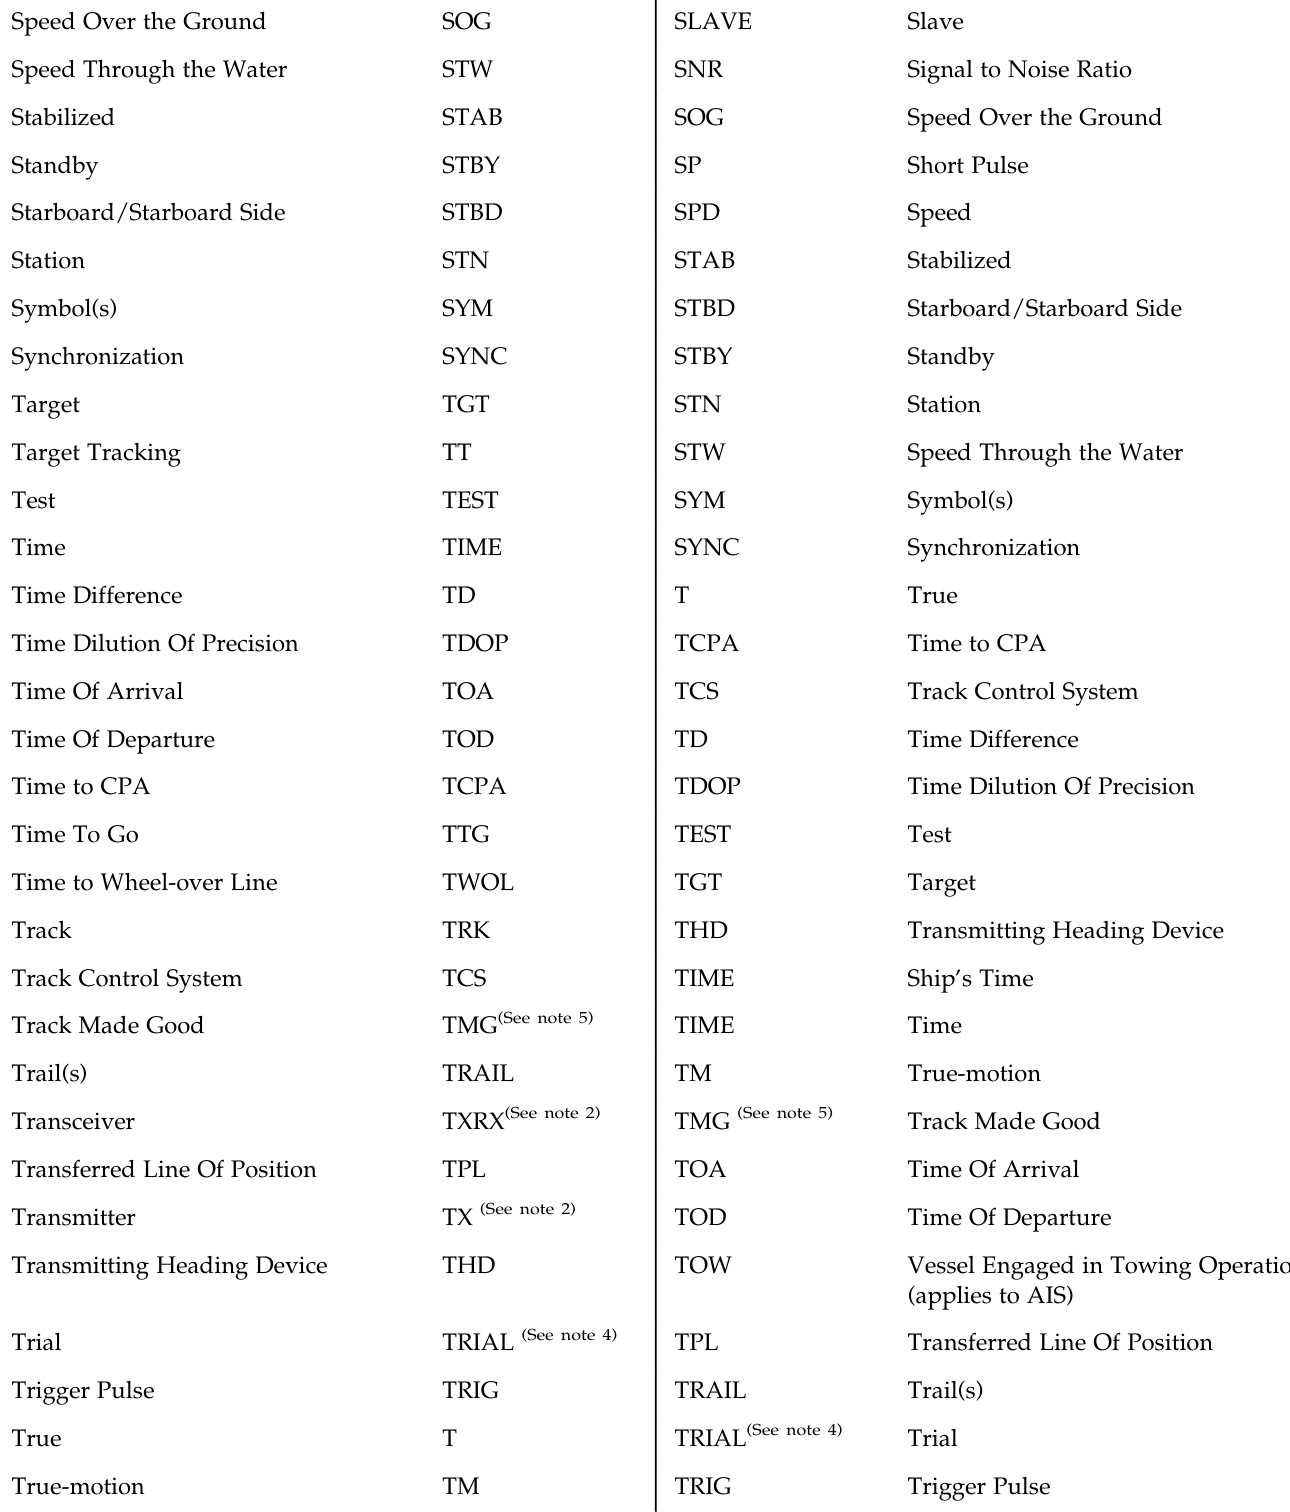 Speed Over the Ground SOG SLAVE Slave
Speed Through the Water STW SNR Signal to Noise Ratio
Stabilized STAB SOG Speed Over the Ground
Standby STBY SP Short Pulse
Starboard/Starboard Side STBD SPD Speed
Station STN STAB Stabilized
Symbol(s) SYM STBD Starboard/Starboard Side
Synchronization SYNC STBY Standby
Target TGT STN Station
Target Tracking TT STW Speed Through the Water
Test TEST SYM Symbol(s)
Time TIME SYNC Synchronization
Time Difference TD T True
Time Dilution Of Precision TDOP TCPA Time to CPA
Time Of Arrival TOA TCS Track Control System
Time Of Departure TOD TD Time Difference
Time to CPA TCPA TDOP Time Dilution Of Precision
Time To Go TTG TEST Test
Time to Wheel-over Line TWOL TGT Target
Track TRK THD Transmitting Heading Device
Track Control System TCS TIME Ship's Time
Track Made Good TMG(See note 5) TIME Time
Trail(s) TRAIL TM True-motion
Transceiver TXRX(See note 2) TMG (See note 5) Track Made Good
Transferred Line Of Position TPL TOA Time Of Arrival
Transmitter TX (See note 2) TOD Time Of Departure
Transmitting Heading Device THD TOW Vessel Engaged in Towing Operatio
(applies to AIS)
Trial TRIAL (See note 4) TPL Transferred Line Of Position
Trigger Pulse TRIG TRAIL Trail(s)
True T TRIAL(See note 4) Trial
True-motion TM TRIG Trigger Pulse